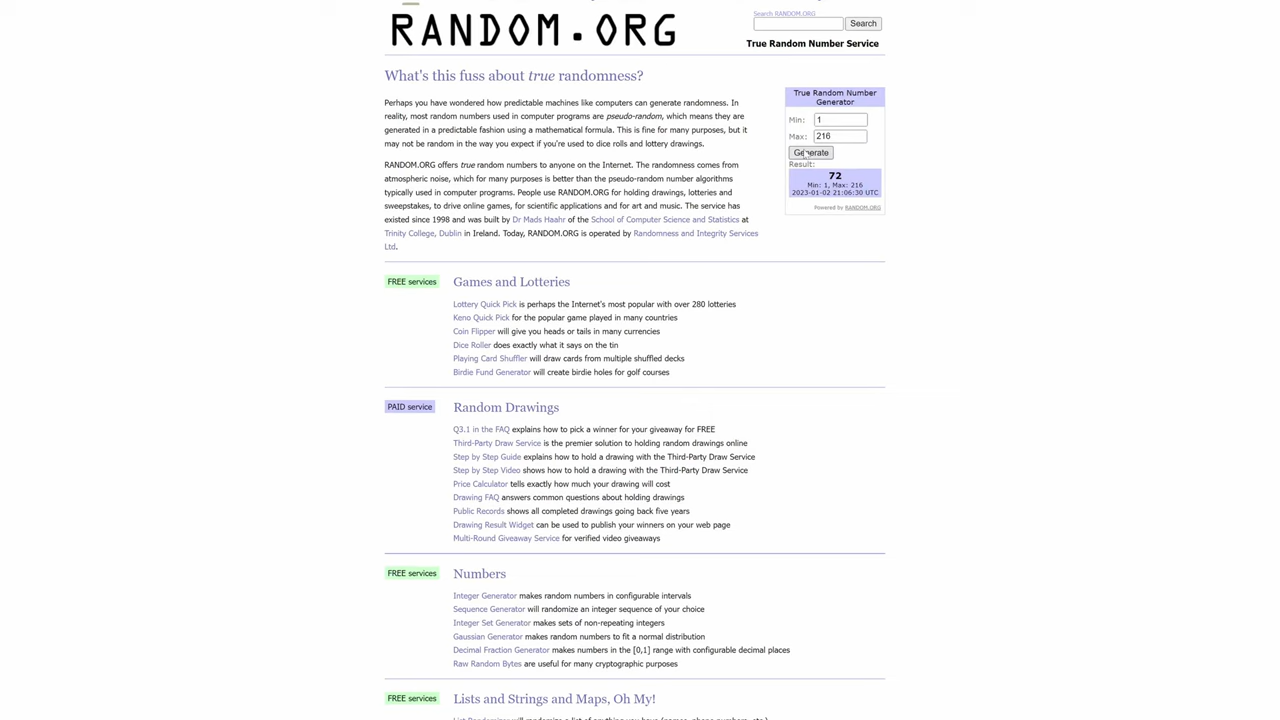 RANDOM.ORG
Search RANDOM.ORG
Search
True Random Number Service
What's this fuss about true randomness?
Perhaps you have wondered how predictable machines like computers can generate randomness. In
reality, most random numbers used in computer programs are pseudo-random, which means they are
generated in a predictable fashion using a mathematical formula. This is fine for many purposes, but it
may not be random in the way you expect if you're used to dice rolls and lottery drawings.
RANDOM.ORG offers true random numbers to anyone on the Internet. The randomness comes from
atmospheric noise, which for many purposes is better than the pseudo-random number algorithms
typically used in computer programs. People use RANDOM.ORG for holding drawings, lotteries and
sweepstakes, to drive online games, for scientific applications and for art and music. The service has
existed since 1998 and was built by Dr Mads Haahr of the School of Computer Science and Statistics at
Trinity College, Dublin in Ireland. Today, RANDOM.ORG is operated by Randomness and Integrity Services
Ltd.
True Random Number
Generator
Min: 1
Max: 216
Generate
Result:
72
Min: 1, Max: 216
2023-01-02 21:06:30 UTC
Powered by RANDOM.ORG
FREE services
Games and Lotteries
Lottery Quick Pick is perhaps the Internet's most popular with over 280 lotteries
Keno Quick Pick for the popular game played in many countries
Coin Flipper will give you heads or tails in many currencies
Dice Roller does exactly what it says on the tin
Playing Card Shuffler will draw cards from multiple shuffled decks
Birdie Fund Generator will create birdie holes for golf courses
PAID service
Random Drawings
Q3.1 in the FAQ explains how to pick a winner for your giveaway for FREE
Third-Party Draw Service is the premier solution to holding random drawings online
Step by Step Guide explains how to hold a drawing with the Third-Party Draw Service
Step by Step Video shows how to hold a drawing with the Third-Party Draw Service
Price Calculator tells exactly how much your drawing will cost
Drawing FAQ answers common questions about holding drawings
Public Records shows all completed drawings going back five years
Drawing Result Widget can be used to publish your winners on your web page
Multi-Round Giveaway Service for verified video giveaways
FREE services
Numbers
Integer Generator makes random numbers in configurable intervals
Sequence Generator will randomize an integer sequence of your choice
Integer Set Generator makes sets of non-repeating integers
Gaussian Generator makes random numbers to fit a normal distribution
Decimal Fraction Generator makes numbers in the [0,1] range with configurable decimal places
Raw Random Bytes are useful for many cryptographic purposes
FREE services
Lists and Strings and Maps, Oh My!